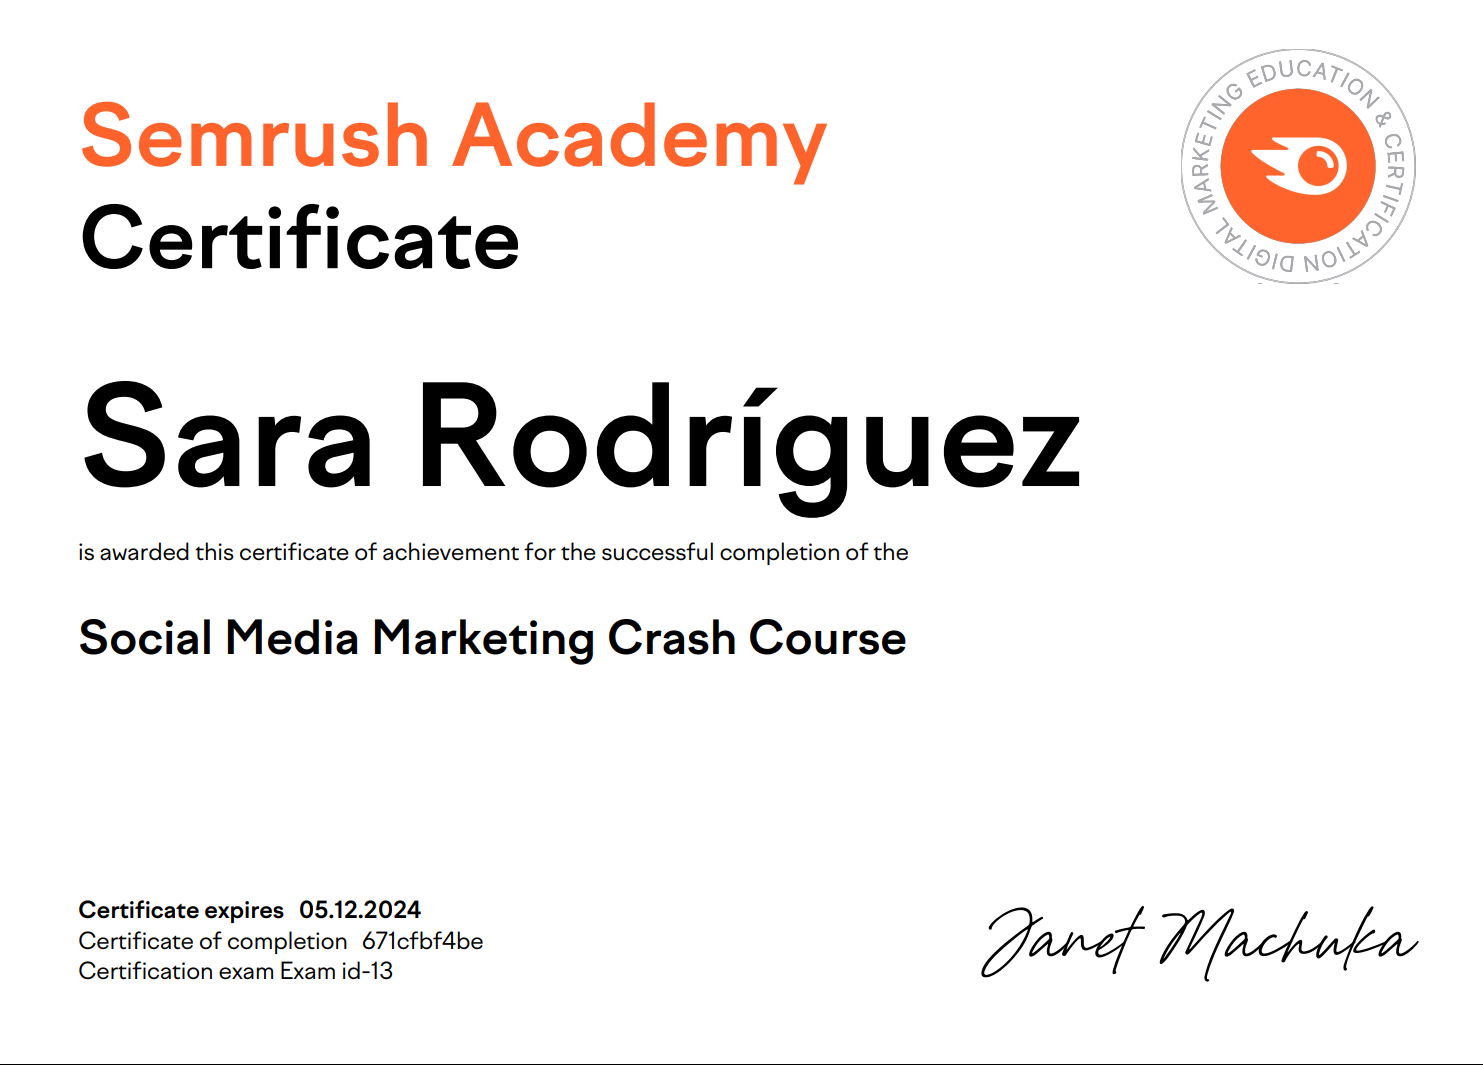 Semrush Academy
Certificate
DIGITAL MARKETING EDUCATION & CERTIFICATION
Sara Rodríguez
is awarded this certificate of achievement for the successful completion of the
Social Media Marketing Crash Course
Certificate expires 05.12.2024
Certificate of completion 671cfbf4be
Certification exam Exam id-13
Janet Machuka